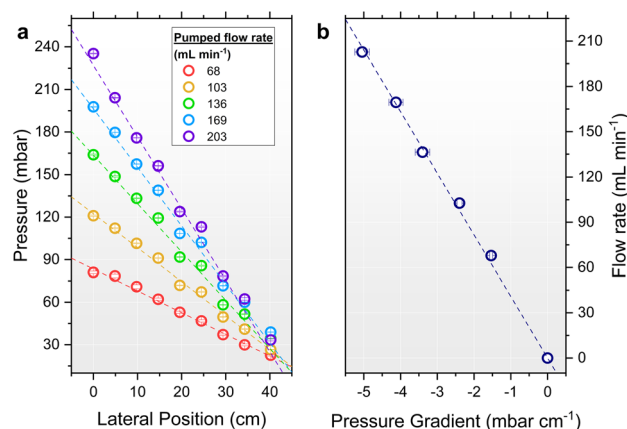 a
Pumped flow rate
(mL min⁻¹)
68
103
136
169
203
240
210
180
150
120
90
60
30
Pressure (mbar)
0 10 20 30 40
Lateral Position (cm)
b
210
180
150
120
90
60
30
0
Flow rate (mL min⁻¹)
-5 -4 -3 -2 -1 0
Pressure Gradient (mbar cm⁻¹)